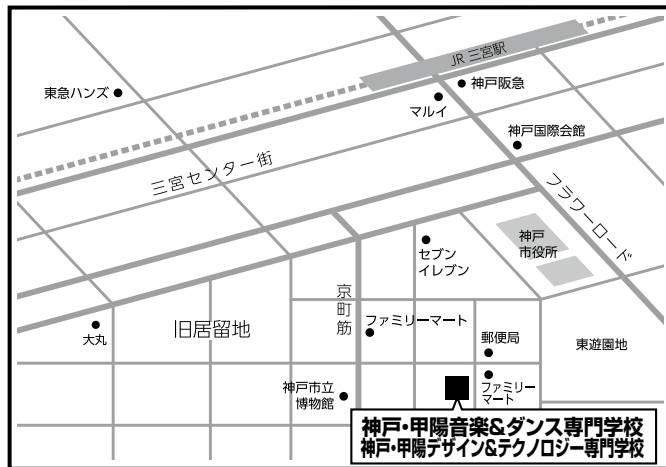 JR 三宮駅
東急ハンズ
神戸阪急
マルイ
神戸国際会館
三宮センター街
フラワーロード
神戸
市役所
セブン
イレブン
京町筋
旧居留地
ファミリーマート
大丸
郵便局
東遊園地
神戸市立
博物館
ファミリー
マート
神戸・甲陽音楽&ダンス専門学校
神戸・甲陽デザイン&テクノロジー専門学校